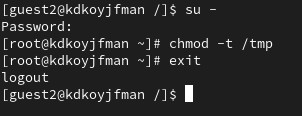 [guest2@kdkoyjfman /]$ su -
Password:
[root@kdkoyjfman ~]# chmod -t /tmp
[root@kdkoyjfman ~]# exit
logout
[guest2@kdkoyjfman /]$